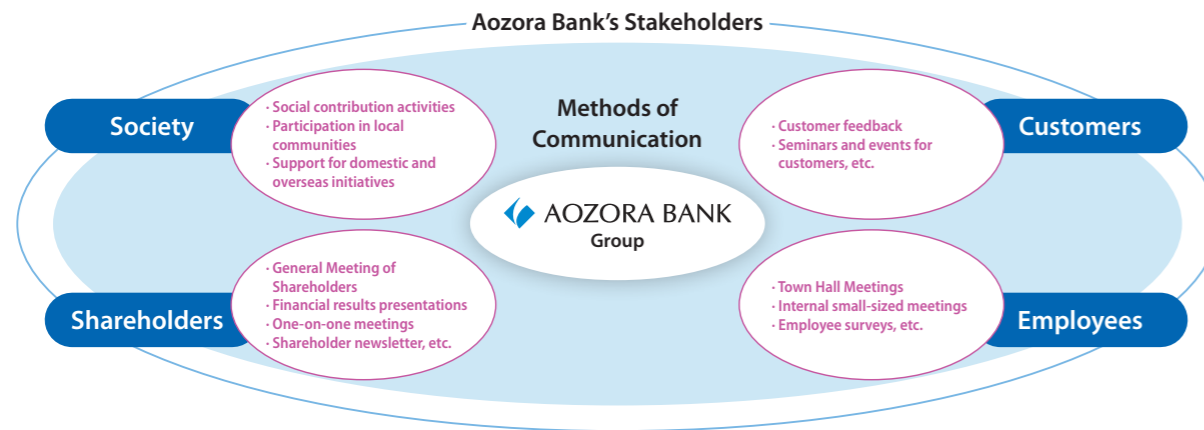 Aozora Bank's Stakeholders
Society
· Social contribution activities
· Participation in local
communities
· Support for domestic and
overseas initiatives
Methods of
Communication
· Customer feedback
· Seminars and events for
customers, etc.
Customers
AOZORA BANK
Group
Shareholders
· General Meeting of
Shareholders
· Financial results presentations
· One-on-one meetings
· Shareholder newsletter, etc.
· Town Hall Meetings
· Internal small-sized meetings
· Employee surveys, etc.
Employees